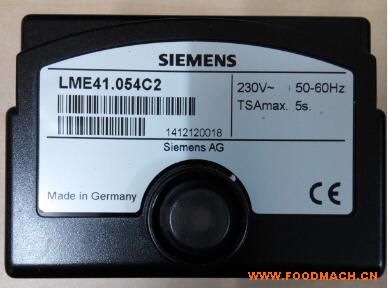 SIEMENS
LME41.054C2
230V~ 50-60Hz
TSAmax. 5s.
1412120018
Siemens AG
Made in Germany
CE
WWW.FOODMACH.CN